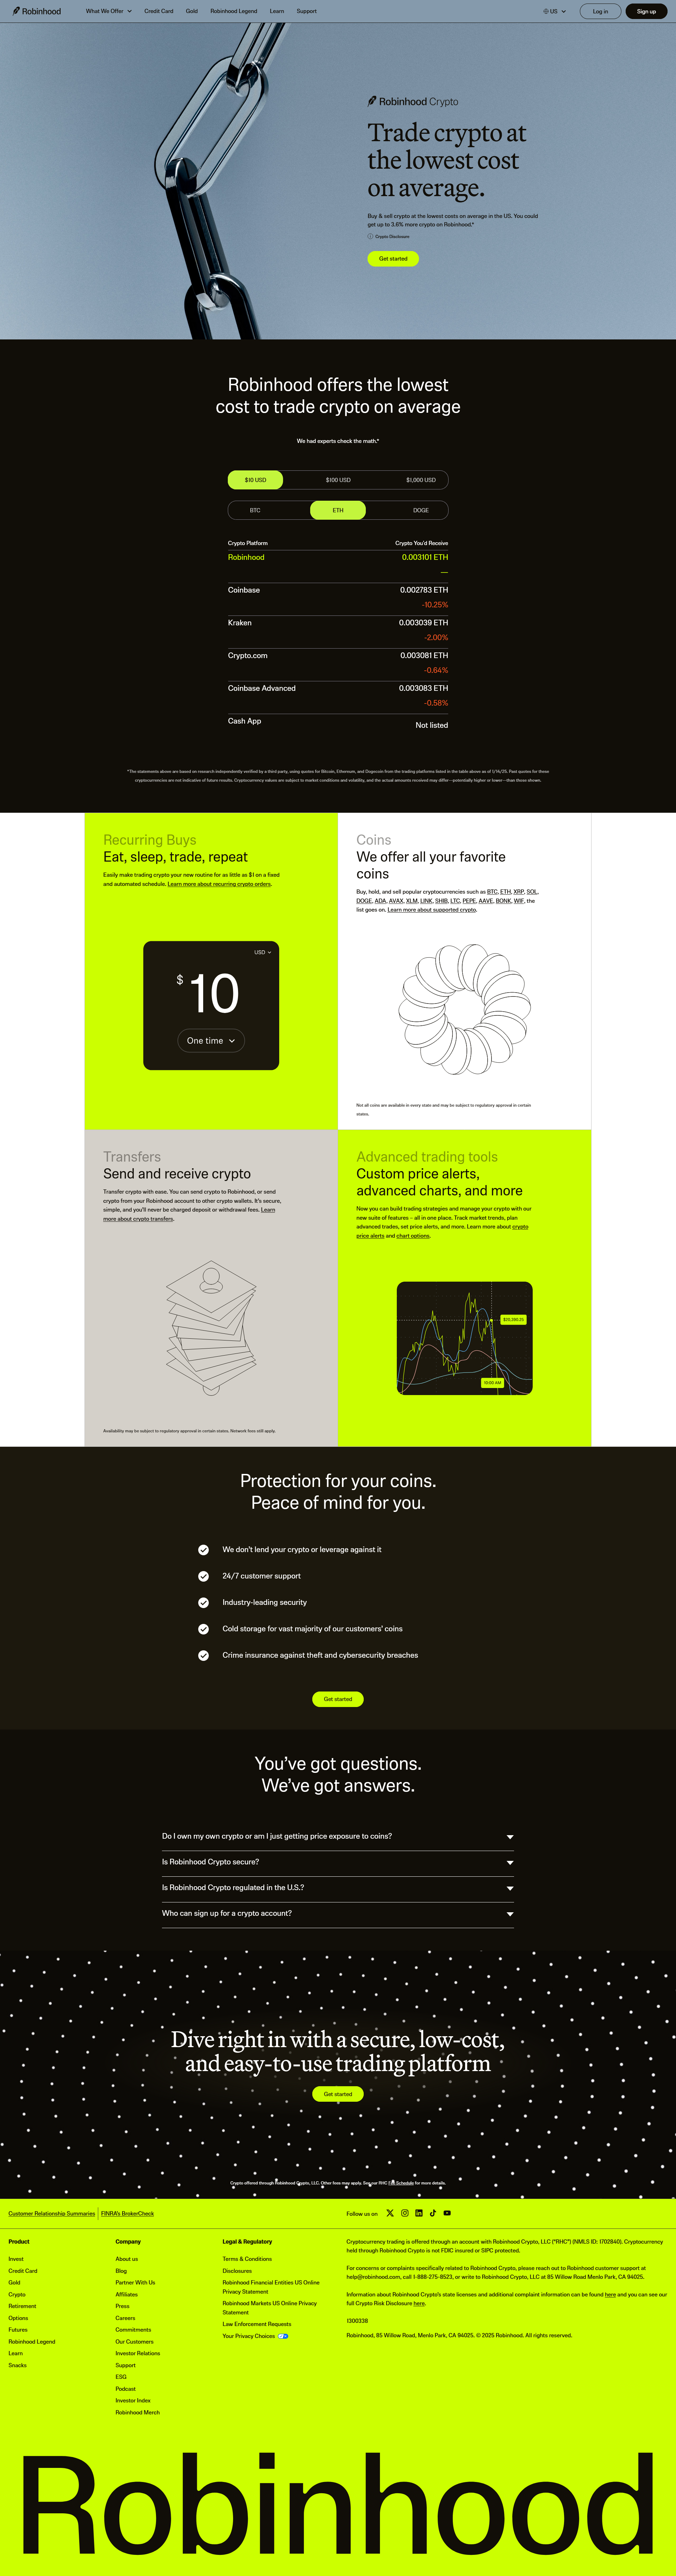 Robinhood
What We Offer
Credit Card
Gold
Robinhood Legend
Learn
Support
US
Log in
Sign up
Robinhood Crypto
Trade crypto at
the lowest cost
on average.
Buy & sell crypto at the lowest costs on average in the US. You could
get up to 3.6% more crypto on Robinhood.*
Crypto Disclosure
Get started
Robinhood offers the lowest
cost to trade crypto on average
We had experts check the math.*
$10 USD $100 USD $1,000 USD
BTC ETH DOGE
Crypto Platform Crypto You'd Receive
Robinhood 0.003101 ETH
—
Coinbase 0.002783 ETH
-10.25%
Kraken 0.003039 ETH
-2.00%
Crypto.com 0.003081 ETH
-0.64%
Coinbase Advanced 0.003083 ETH
-0.58%
Cash App Not listed
*The statements above are based on research independently verified by a third party, using quotes for Bitcoin, Ethereum, and Dogecoin from the trading platforms listed in the table above as of 1/16/25. Past quotes for these
cryptocurrencies are not indicative of future results. Cryptocurrency values are subject to market conditions and volatility, and the actual amounts received may differ—potentially higher or lower—than those shown.
Recurring Buys
Eat, sleep, trade, repeat
Easily make trading crypto your new routine for as little as $1 on a fixed
and automated schedule. Learn more about recurring crypto orders.
USD
$10
One time
Coins
We offer all your favorite
coins
Buy, hold, and sell popular cryptocurrencies such as BTC, ETH, XRP, SOL,
DOGE, ADA, AVAX, XLM, LINK, SHIB, LTC, PEPE, AAVE, BONK, WIF, the
list goes on. Learn more about supported crypto.
Not all coins are available in every state and may be subject to regulatory approval in certain
states.
Transfers
Send and receive crypto
Transfer crypto with ease. You can send crypto to Robinhood, or send
crypto from your Robinhood account to other crypto wallets. It's secure,
simple, and you'll never be charged deposit or withdrawal fees. Learn
more about crypto transfers.
Availability may be subject to regulatory approval in certain states. Network fees still apply.
Advanced trading tools
Custom price alerts,
advanced charts, and more
Now you can build trading strategies and manage your crypto with our
new suite of features – all in one place. Track market trends, plan
advanced trades, set price alerts, and more. Learn more about crypto
price alerts and chart options.
$20,280.25
10:00 AM
Protection for your coins.
Peace of mind for you.
We don't lend your crypto or leverage against it
24/7 customer support
Industry-leading security
Cold storage for vast majority of our customers' coins
Crime insurance against theft and cybersecurity breaches
Get started
You've got questions.
We've got answers.
Do I own my own crypto or am I just getting price exposure to coins?
Is Robinhood Crypto secure?
Is Robinhood Crypto regulated in the U.S.?
Who can sign up for a crypto account?
Dive right in with a secure, low-cost,
and easy-to-use trading platform
Get started
Crypto offered through Robinhood Crypto, LLC. Other fees may apply. See our RHC Fee Schedule for more details.
Customer Relationship Summaries | FINRA's BrokerCheck
Follow us on
Product
Invest
Credit Card
Gold
Crypto
Retirement
Options
Futures
Robinhood Legend
Learn
Snacks
Company
About us
Blog
Partner With Us
Affiliates
Press
Careers
Commitments
Our Customers
Investor Relations
Support
ESG
Podcast
Investor Index
Robinhood Merch
Legal & Regulatory
Terms & Conditions
Disclosures
Robinhood Financial Entities US Online
Privacy Statement
Robinhood Markets US Online Privacy
Statement
Law Enforcement Requests
Your Privacy Choices
Cryptocurrency trading is offered through an account with Robinhood Crypto, LLC ("RHC") (NMLS ID: 1702840). Cryptocurrency
held through Robinhood Crypto is not FDIC insured or SIPC protected.
For concerns or complaints specifically related to Robinhood Crypto, please reach out to Robinhood customer support at
help@robinhood.com, call 1-888-275-8523, or write to Robinhood Crypto, LLC at 85 Willow Road Menlo Park, CA 94025.
Information about Robinhood Crypto's state licenses and additional complaint information can be found here and you can see our
full Crypto Risk Disclosure here.
1300338
Robinhood, 85 Willow Road, Menlo Park, CA 94025. © 2025 Robinhood. All rights reserved.
Robinhood